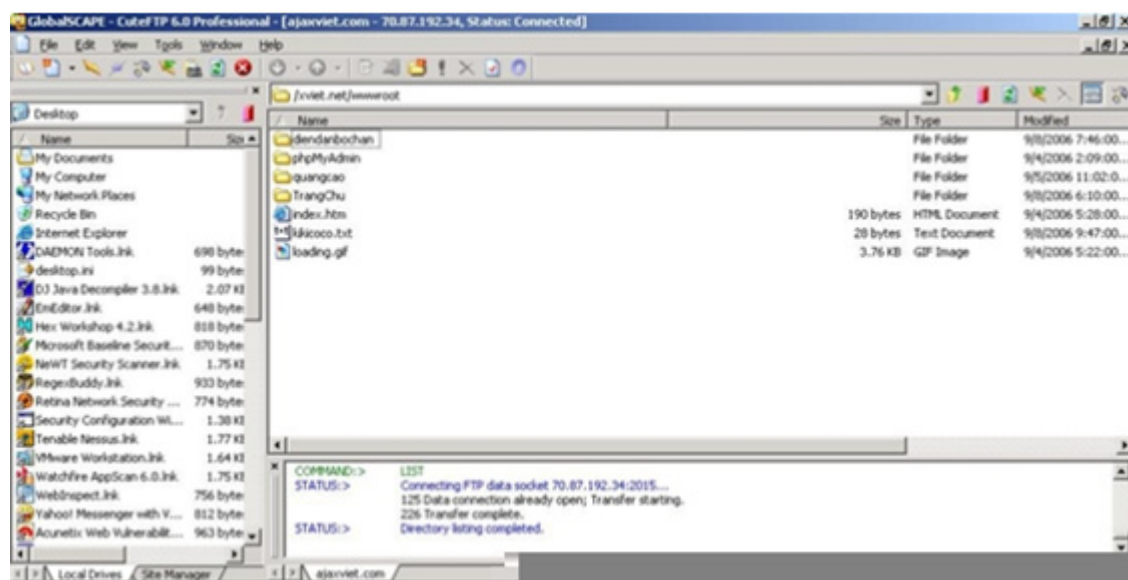 GlobalSCAPE - CuteFTP 6.0 Professional - [ajaxviet.com - 70.87.192.34, Status: Connected]
File Edit View Tools Window Help
/xviet.net/wwwroot
Desktop
Name Size
My Documents
My Computer
My Network Places
Recycle Bin
Internet Explorer
DAEMON Tools.lnk 698 byte
desktop.ini 99 byte
DJ Java Decompiler 3.8.lnk 2.07 KB
EmEditor.lnk 648 byte
Hex Workshop 4.2.lnk 818 byte
Microsoft Baseline Securit... 870 byte
NeWT Security Scanner.lnk 1.75 KB
RegexBuddy.lnk 933 byte
Retina Network Security ... 774 byte
Security Configuration Wi... 1.38 KB
Tenable Nessus.lnk 1.77 KB
VMware Workstation.lnk 1.64 KB
Watchfire AppScan 6.0.lnk 1.75 KB
WebInspect.lnk 756 byte
Yahoo! Messenger with V... 812 byte
Acunetix Web Vulnerabilit... 963 byte
Local Drives Site Manager
Name Size Type Modified
diendanbochan File Folder 9/8/2006 7:46:00...
phpMyAdmin File Folder 9/4/2006 2:09:00...
quangcao File Folder 9/5/2006 11:02:0...
TrangChu File Folder 9/8/2006 6:10:00...
index.htm 190 bytes HTML Document 9/4/2006 5:28:00...
kikicoco.txt 28 bytes Text Document 9/8/2006 9:47:00...
loading.gif 3.76 KB GIF Image 9/4/2006 5:22:00...
COMMAND:> LIST
STATUS:> Connecting FTP data socket 70.87.192.34:2015...
125 Data connection already open; Transfer starting.
226 Transfer complete.
STATUS:> Directory listing completed.
ajaxviet.com